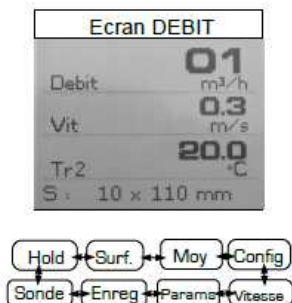 Ecran DEBIT
01
Debit m³/h
0.3
Vit m/s
20.0
Tr2 °C
S : 10 x 110 mm
Hold Surf. Moy Config
Sonde Enreg Params Vitesse